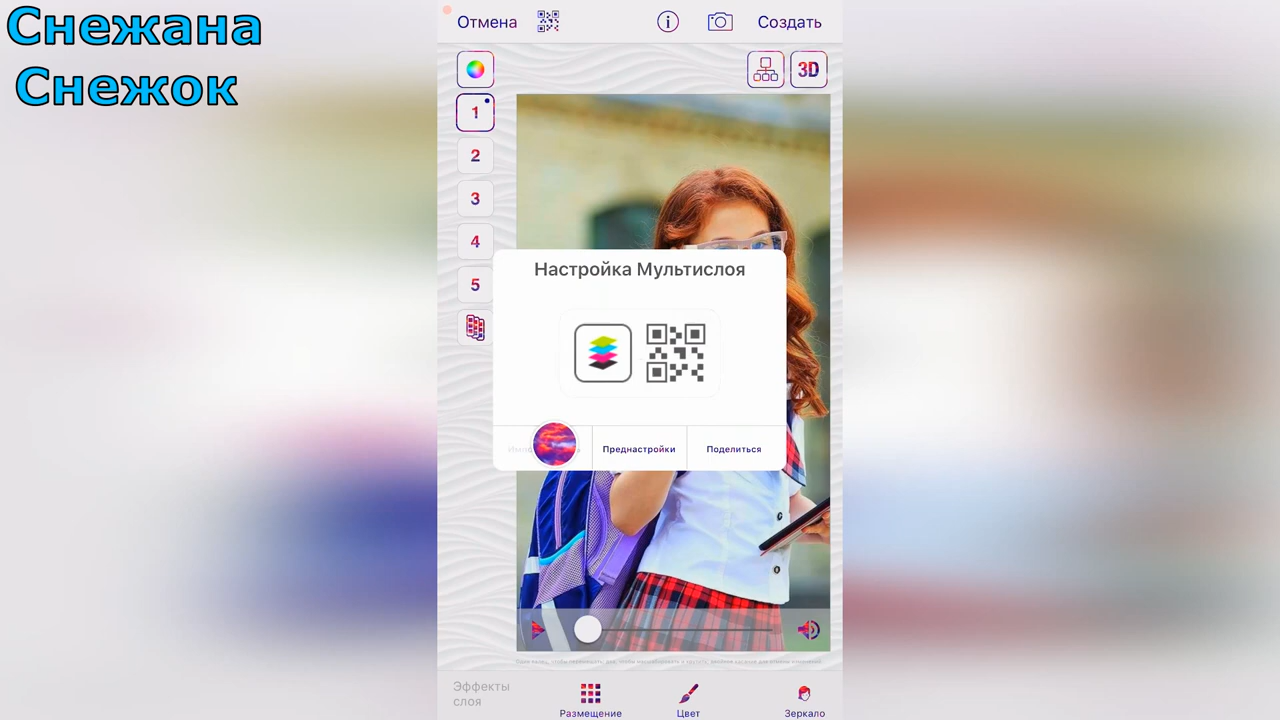 Снежана
Снежок
Отмена
Создать
3D
1
2
3
4
5
Настройка Мультислоя
Преднастройки
Поделиться
Эффекты
слоя
Размещение
Цвет
Зеркало